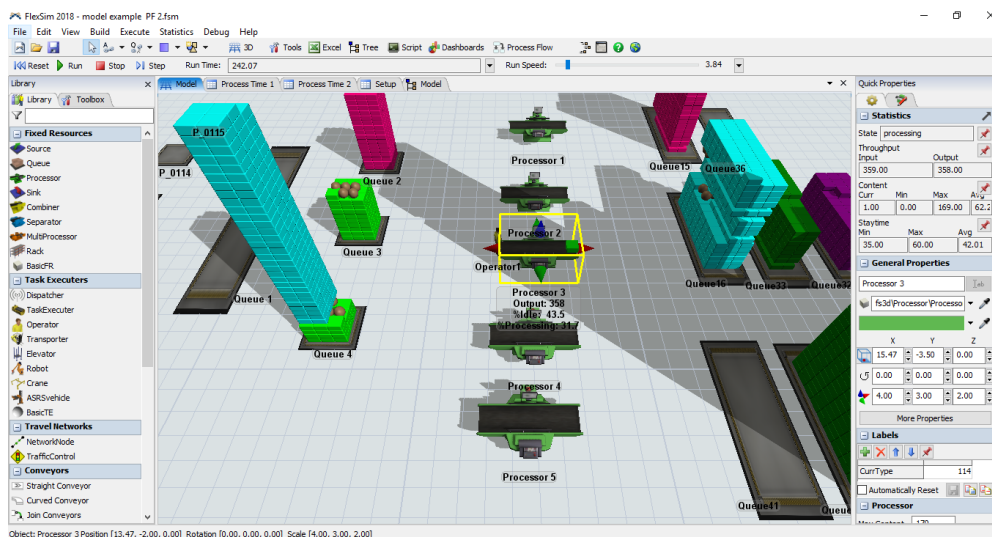 FlexSim 2018 - model example PF 2.fsm
File Edit View Build Execute Statistics Debug Help
3D Tools Excel Tree Script Dashboards Process Flow
Reset Run Stop Step Run Time: 242.07 Run Speed: 3.84
Library
Library Toolbox
Fixed Resources
Source
Queue
Processor
Sink
Combiner
Separator
MultiProcessor
Rack
BasicFR
Task Executers
Dispatcher
TaskExecuter
Operator
Transporter
Elevator
Robot
Crane
ASRSvehicle
BasicTE
Travel Networks
NetworkNode
TrafficControl
Conveyors
Straight Conveyor
Curved Conveyor
Join Conveyors
Model Process Time 1 Process Time 2 Setup Model
P_0115
P_0114
Queue 2
Queue 3
Queue 1
Queue 4
Processor 1
Processor 2
Operator1
Processor 3
Output: 358
%Idle: 43.5
%Processing: 31.7
Processor 4
Processor 5
Queue15
Queue36
Queue16
Queue33
Queue32
Queue41
Quick Properties
Statistics
State processing
Throughput
Input Output
359.00 358.00
Content
Curr Min Max Avg
1.00 0.00 169.00 62.2
Staytime
Min Max Avg
35.00 60.00 42.01
General Properties
Processor 3
fs3d\Processor\Processo
X Y Z
15.47 -3.50 0.00
0.00 0.00 0.00
4.00 3.00 2.00
More Properties
Labels
CurrType 114
Automatically Reset
Processor
Max Content 170
Object: Processor 3 Position [13.47, -2.00, 0.00] Rotation [0.00, 0.00, 0.00] Scale [4.00, 3.00, 2.00]